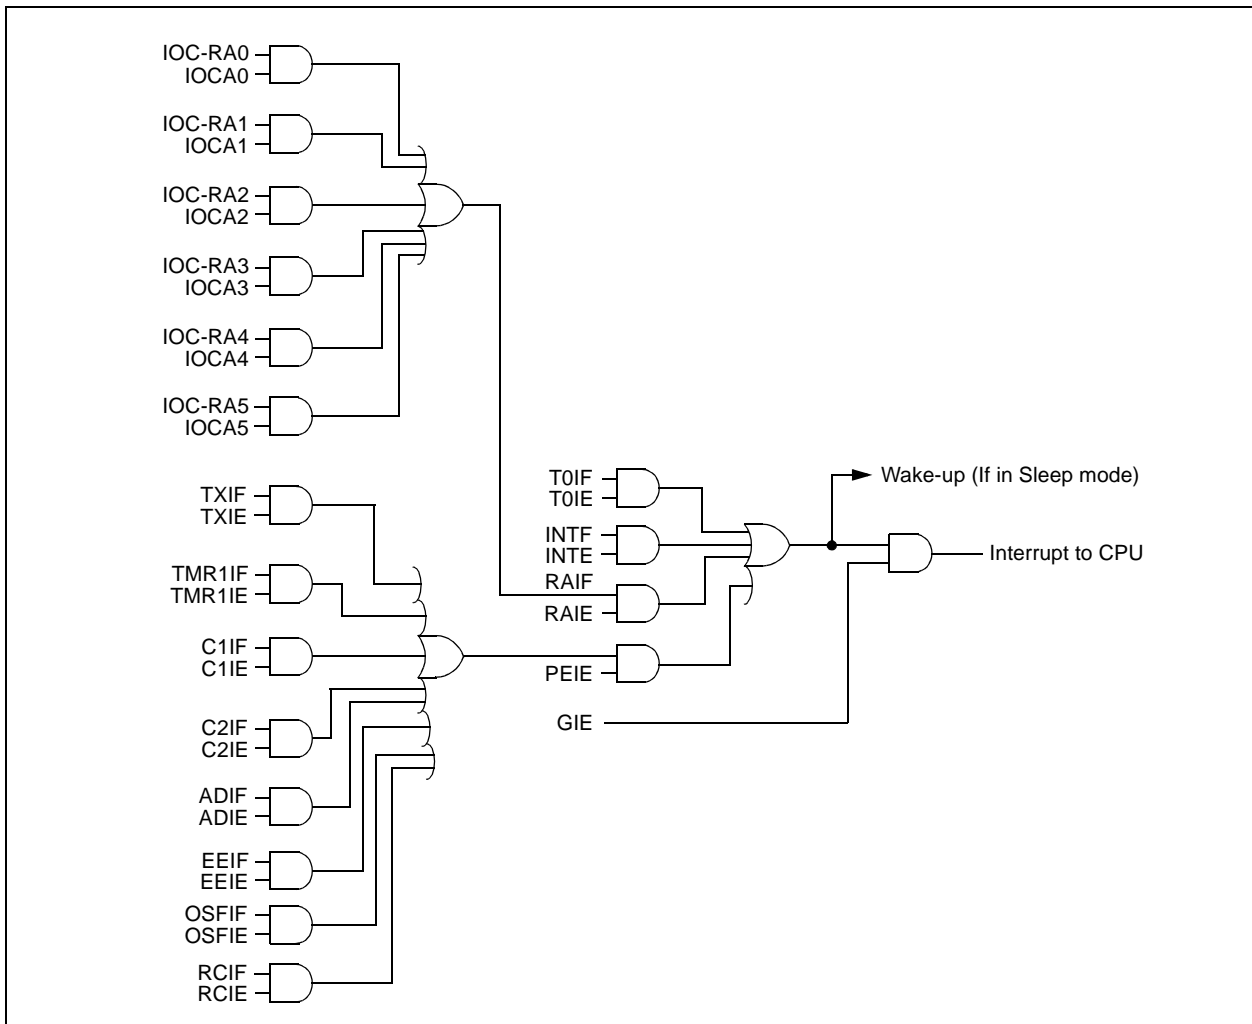 IOC-RA0
IOCA0
IOC-RA1
IOCA1
IOC-RA2
IOCA2
IOC-RA3
IOCA3
IOC-RA4
IOCA4
IOC-RA5
IOCA5
TXIF
TXIE
TMR1IF
TMR1IE
C1IF
C1IE
C2IF
C2IE
ADIF
ADIE
EEIF
EEIE
OSFIF
OSFIE
RCIF
RCIE
T0IF
T0IE
INTF
INTE
RAIF
RAIE
PEIE
GIE
Wake-up (If in Sleep mode)
Interrupt to CPU